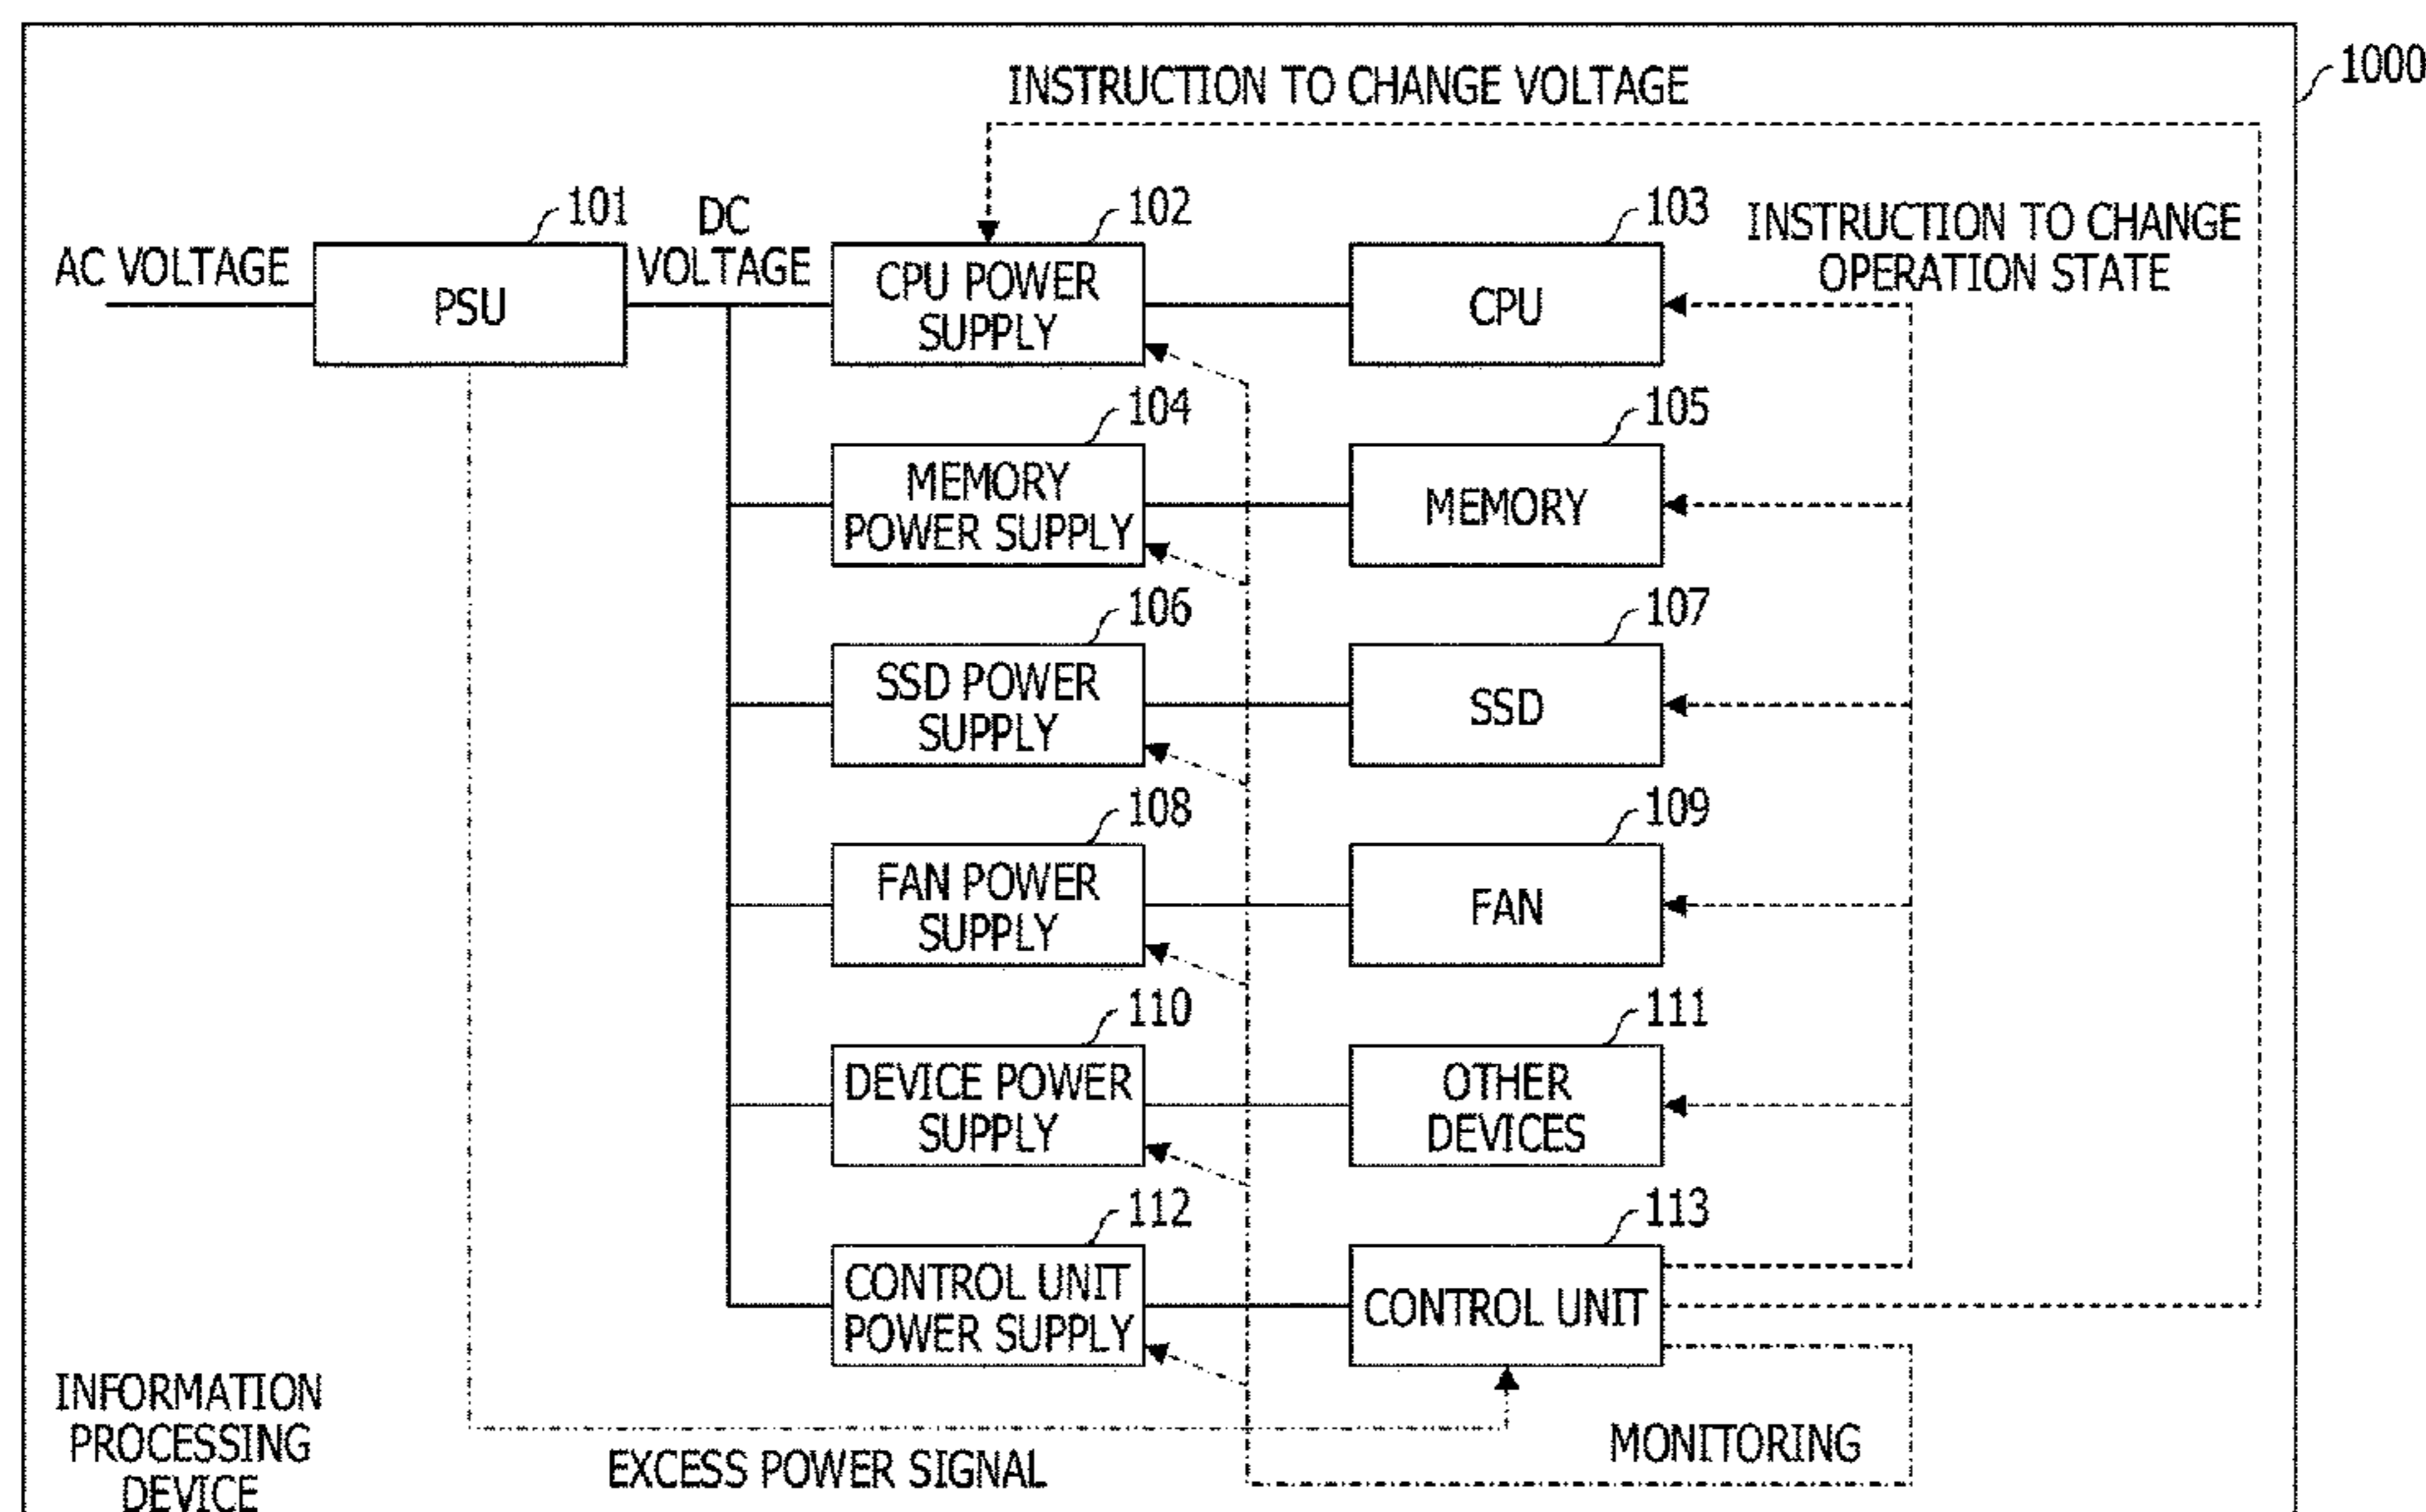 1000
INSTRUCTION TO CHANGE VOLTAGE
101
DC
VOLTAGE
102
103
INSTRUCTION TO CHANGE
OPERATION STATE
AC VOLTAGE
PSU
CPU POWER
SUPPLY
CPU
104
105
MEMORY
POWER SUPPLY
MEMORY
106
107
SSD POWER
SUPPLY
SSD
108
109
FAN POWER
SUPPLY
FAN
110
111
DEVICE POWER
SUPPLY
OTHER
DEVICES
112
113
CONTROL UNIT
POWER SUPPLY
CONTROL UNIT
INFORMATION
PROCESSING
DEVICE
EXCESS POWER SIGNAL
MONITORING